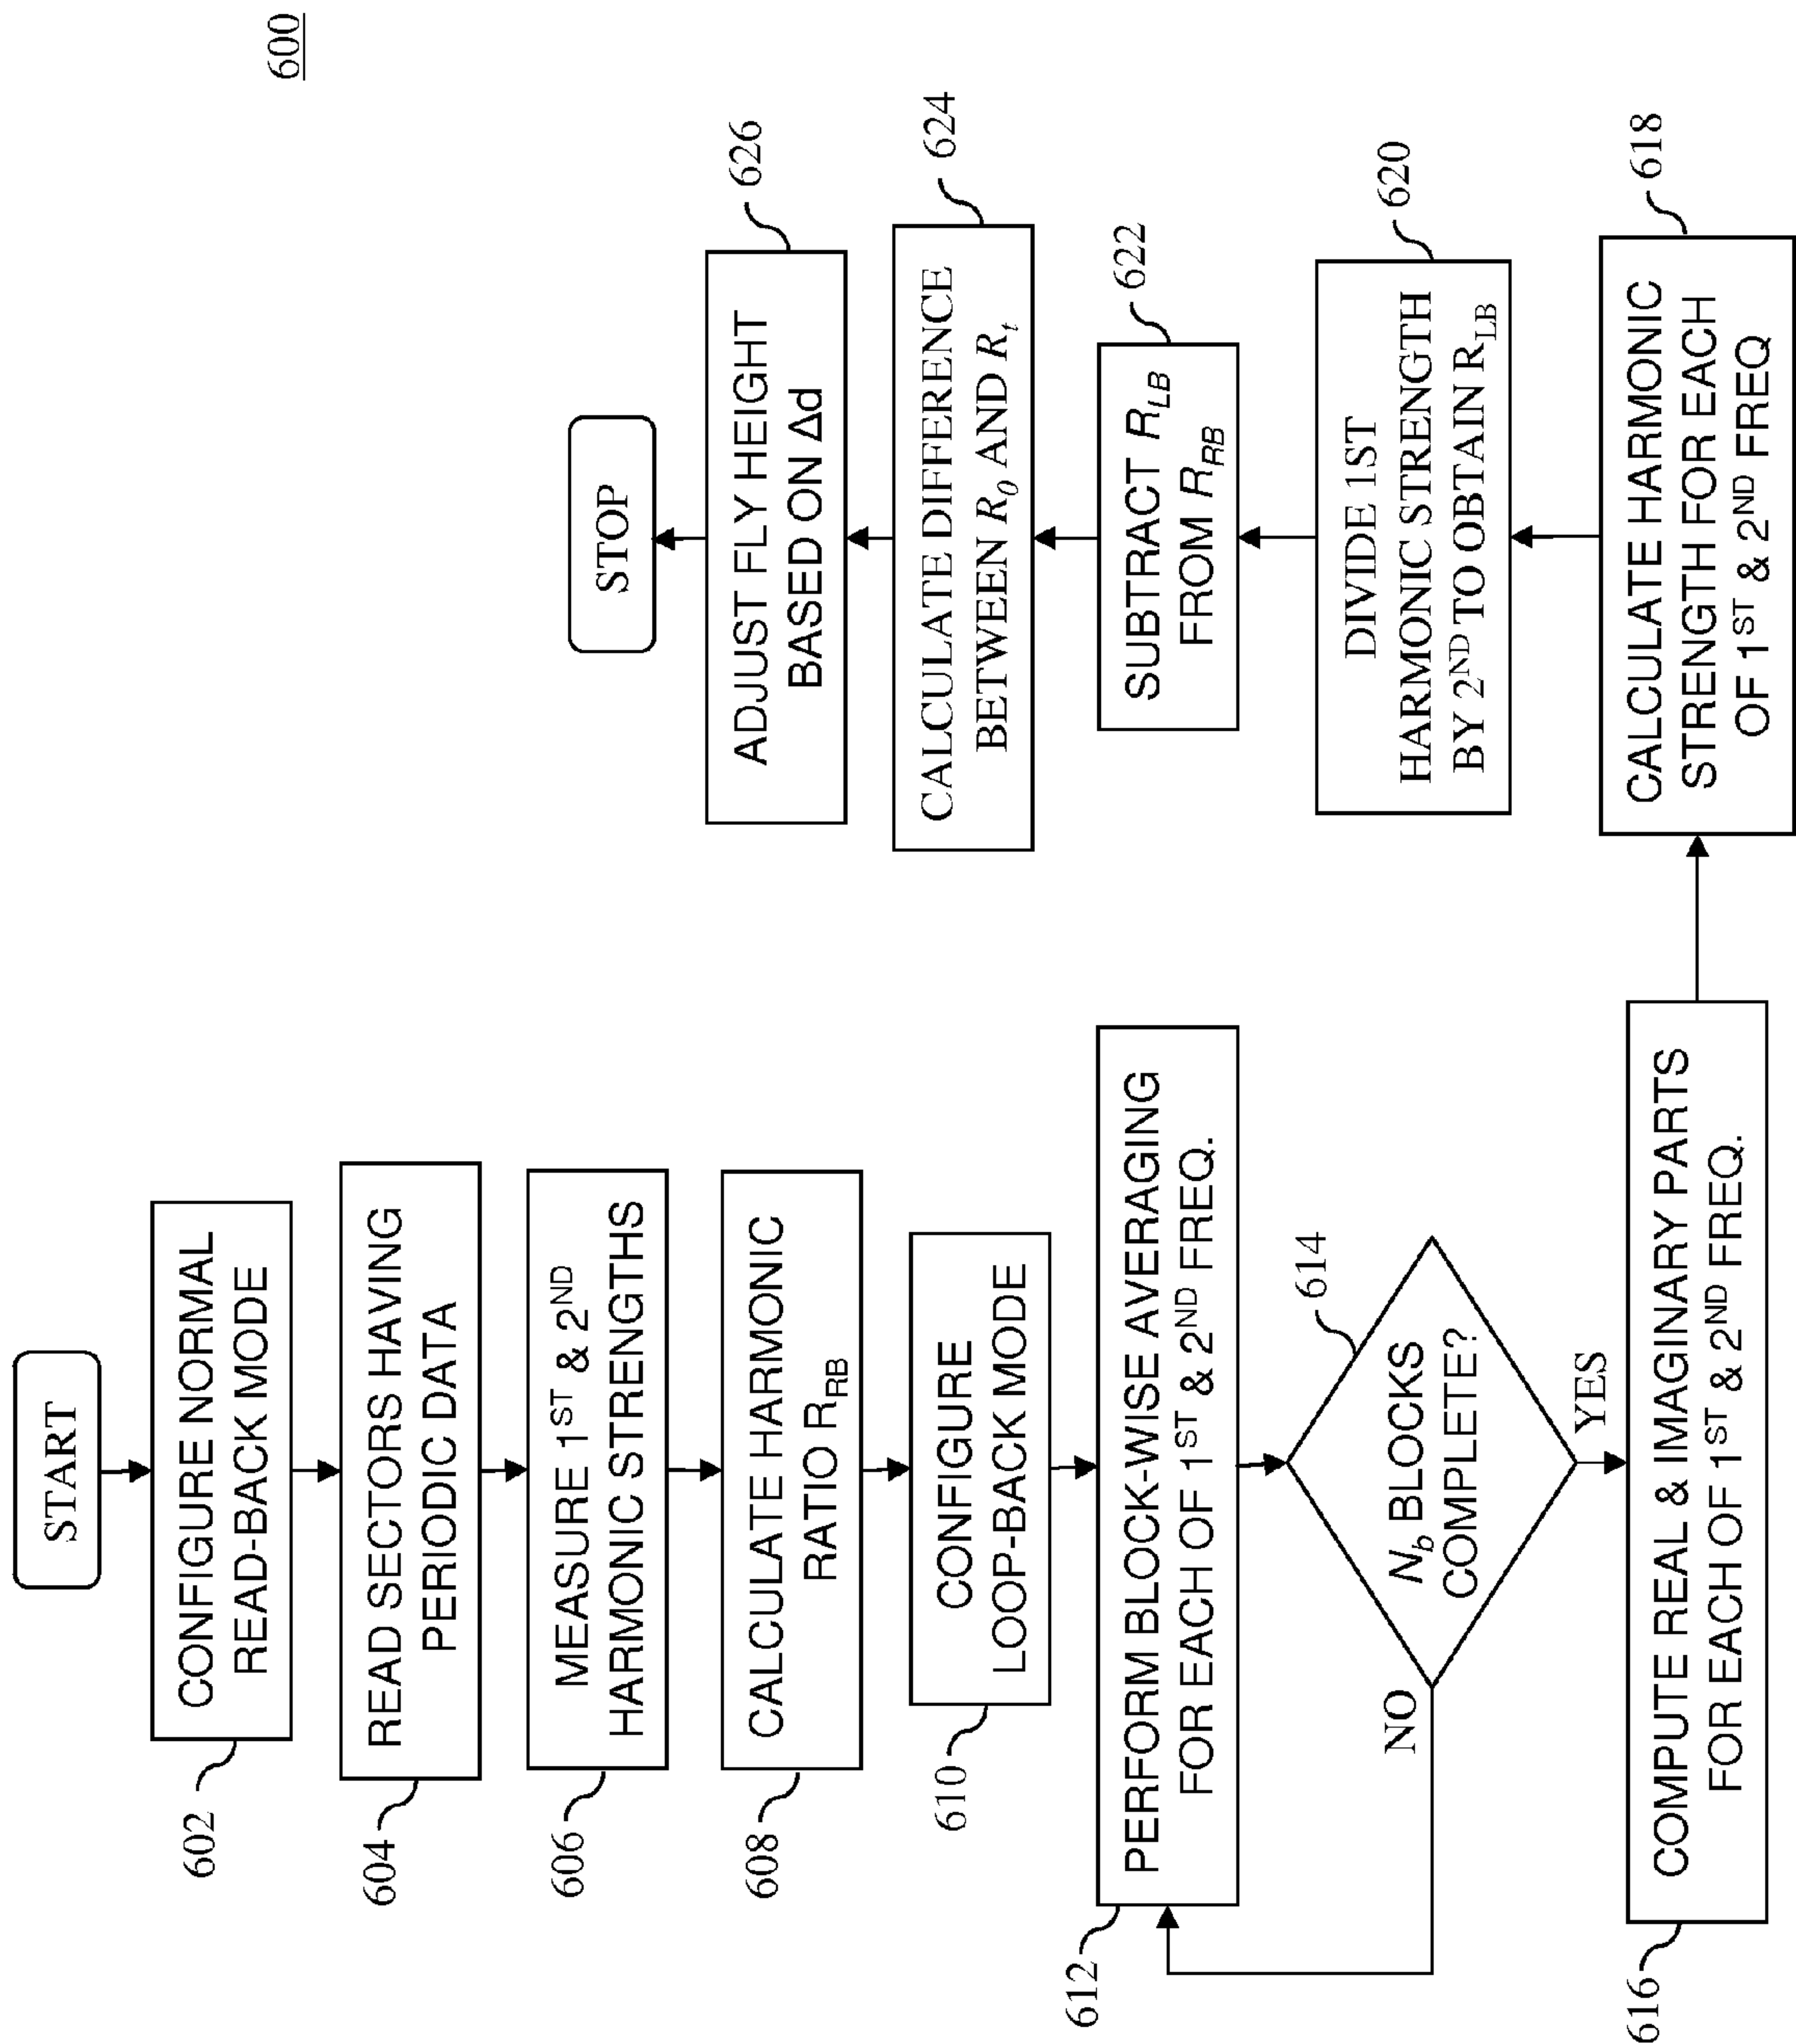 600
START
CONFIGURE NORMAL
READ-BACK MODE
602
READ SECTORS HAVING
PERIODIC DATA
604
MEASURE 1ST & 2ND
HARMONIC STRENGTHS
606
CALCULATE HARMONIC
RATIO RRB
608
CONFIGURE
LOOP-BACK MODE
610
PERFORM BLOCK-WISE AVERAGING
FOR EACH OF 1ST & 2ND FREQ.
612
Nb BLOCKS
COMPLETE?
614
NO
YES
COMPUTE REAL & IMAGINARY PARTS
FOR EACH OF 1ST & 2ND FREQ.
616
CALCULATE HARMONIC
STRENGTH FOR EACH
OF 1ST & 2ND FREQ
618
DIVIDE 1ST
HARMONIC STRENGTH
BY 2ND TO OBTAIN RLB
620
SUBTRACT RLB
FROM RRB
622
CALCULATE DIFFERENCE
BETWEEN R0 AND Rt
624
ADJUST FLY HEIGHT
BASED ON Δd
626
STOP